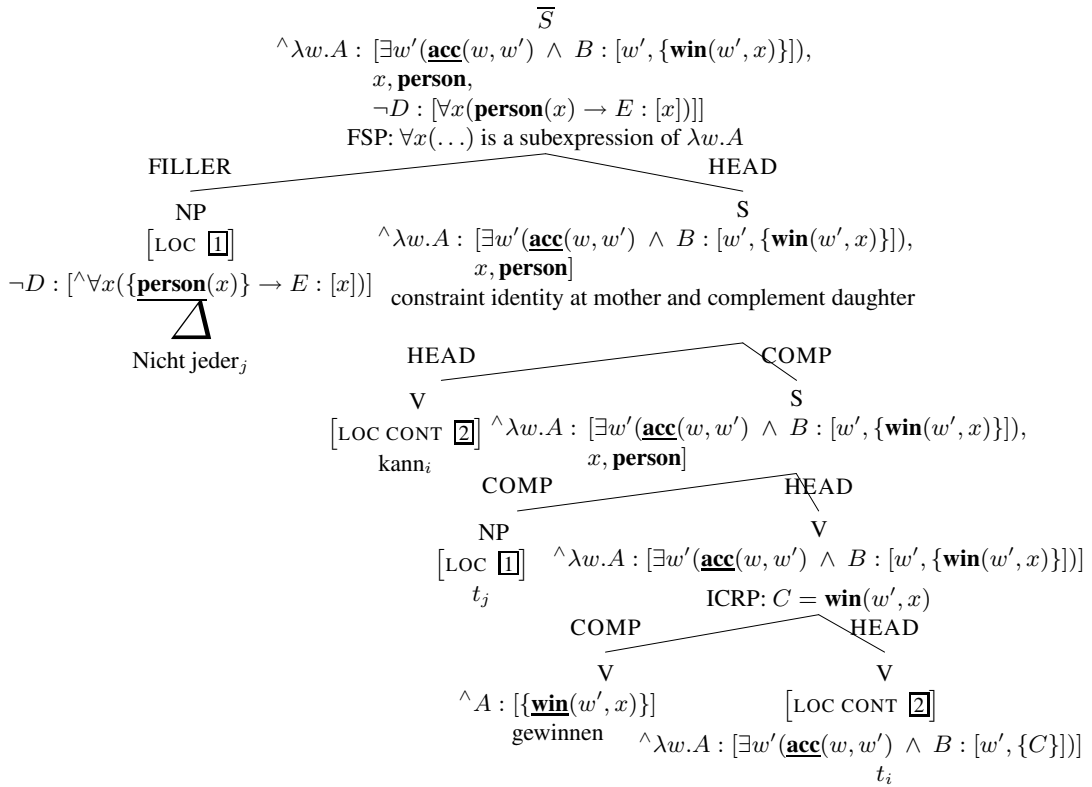 S̅
^λw.A : [∃w′(acc(w, w′) ∧ B : [w′, {win(w′, x)}]),
x, person,
¬D : [∀x(person(x) → E : [x])]]
FSP: ∀x(…) is a subexpression of λw.A
FILLER HEAD
NP S
[LOC 1] ^λw.A : [∃w′(acc(w, w′) ∧ B : [w′, {win(w′, x)}]),
x, person]
¬D : [^∀x({person(x)} → E : [x])]
constraint identity at mother and complement daughter
Nicht jeder_j
HEAD COMP
V S
[LOC CONT 2] ^λw.A : [∃w′(acc(w, w′) ∧ B : [w′, {win(w′, x)}]),
kann_i x, person]
COMP HEAD
NP V
[LOC 1] ^λw.A : [∃w′(acc(w, w′) ∧ B : [w′, {win(w′, x)}])]
t_j ICRP: C = win(w′, x)
COMP HEAD
V V
^A : [{win(w′, x)}] [LOC CONT 2]
gewinnen ^λw.A : [∃w′(acc(w, w′) ∧ B : [w′, {C}])]
t_i